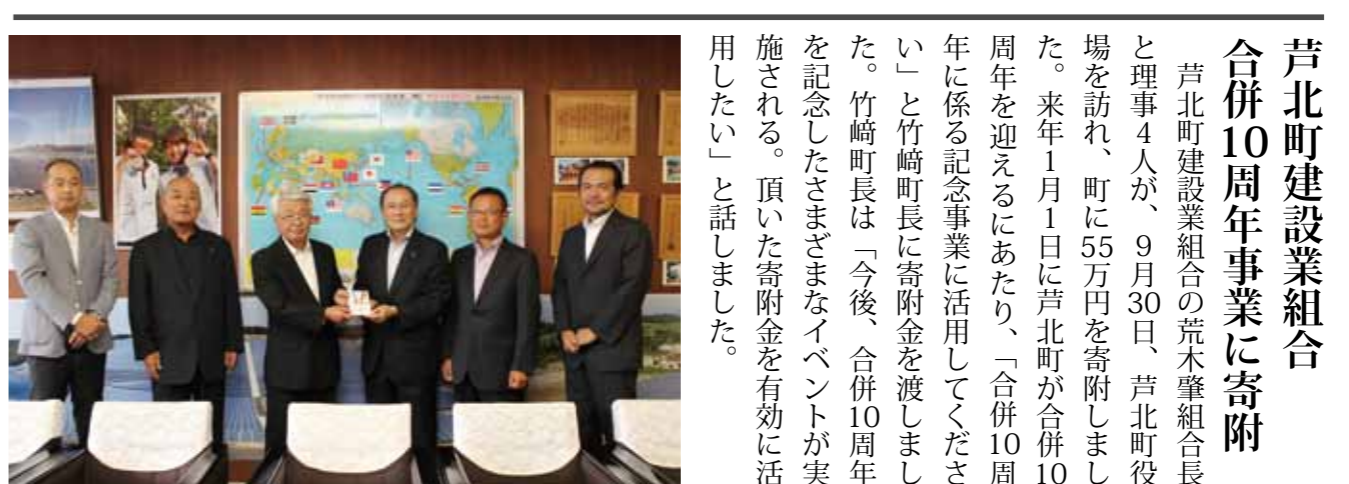 芦北町建設業組合
合併10周年事業に寄附
芦北町建設業組合の荒木肇組合長
と理事4人が、9月30日、芦北町役
場を訪れ、町に55万円を寄附しまし
た。来年1月1日に芦北町が合併10
周年を迎えるにあたり、「合併10周
年に係る記念事業に活用してくださ
い」と竹﨑町長に寄附金を渡しまし
た。竹﨑町長は「今後、合併10周年
を記念したさまざまなイベントが実
施される。頂いた寄附金を有効に活
用したい」と話しました。